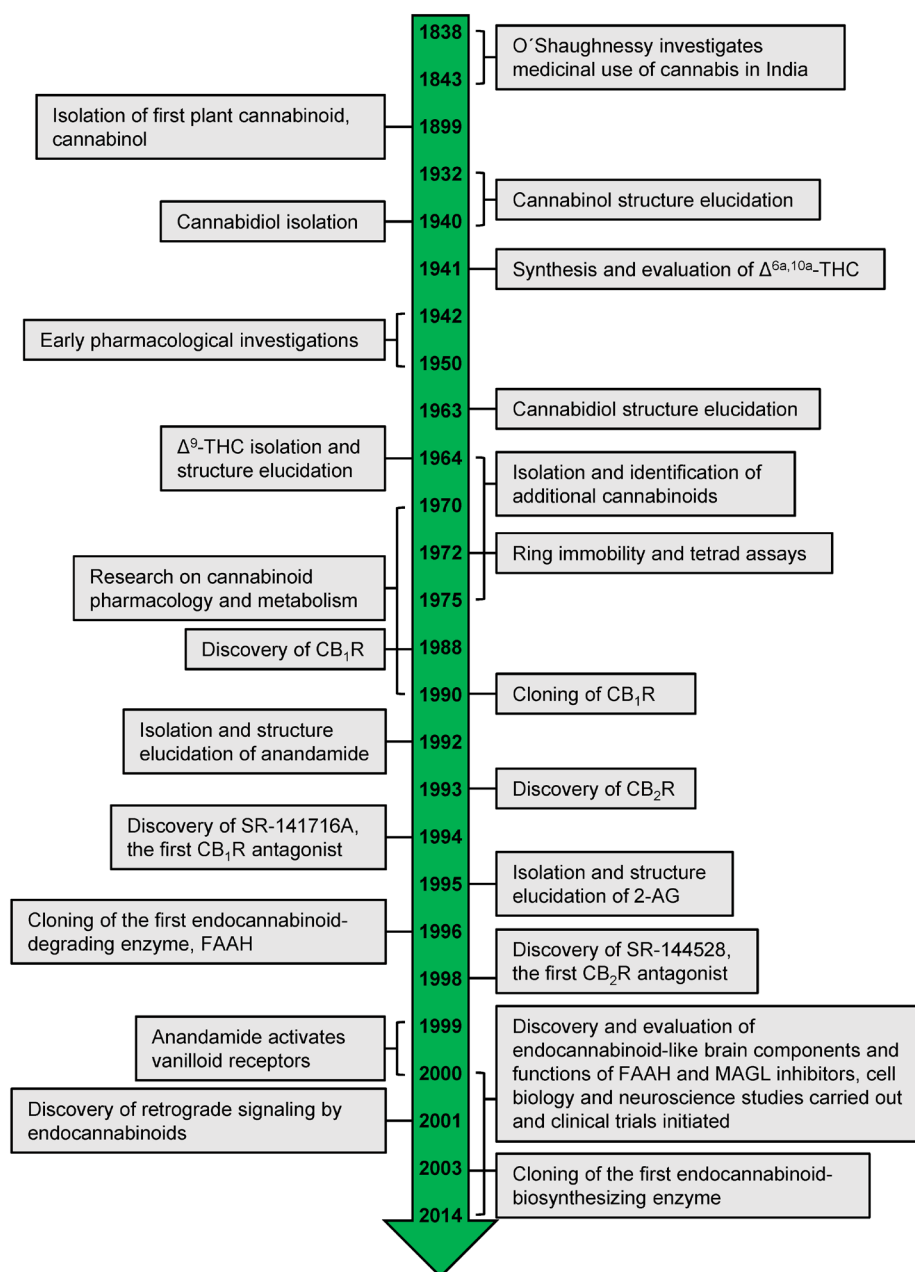 1838
O´Shaughnessy investigates
medicinal use of cannabis in India
1843
Isolation of first plant cannabinoid,
cannabinol
1899
1932
Cannabinol structure elucidation
Cannabidiol isolation
1940
1941
Synthesis and evaluation of Δ⁶ᵃ,¹⁰ᵃ-THC
1942
Early pharmacological investigations
1950
1963
Cannabidiol structure elucidation
Δ⁹-THC isolation and
structure elucidation
1964
Isolation and identification of
additional cannabinoids
1970
1972
Ring immobility and tetrad assays
Research on cannabinoid
pharmacology and metabolism
1975
Discovery of CB₁R
1988
1990
Cloning of CB₁R
Isolation and structure
elucidation of anandamide
1992
1993
Discovery of CB₂R
Discovery of SR-141716A,
the first CB₁R antagonist
1994
1995
Isolation and structure
elucidation of 2-AG
Cloning of the first endocannabinoid-
degrading enzyme, FAAH
1996
Discovery of SR-144528,
the first CB₂R antagonist
1998
1999
Anandamide activates
vanilloid receptors
2000
Discovery and evaluation of
endocannabinoid-like brain components and
functions of FAAH and MAGL inhibitors, cell
biology and neuroscience studies carried out
and clinical trials initiated
Discovery of retrograde signaling by
endocannabinoids
2001
2003
Cloning of the first endocannabinoid-
biosynthesizing enzyme
2014